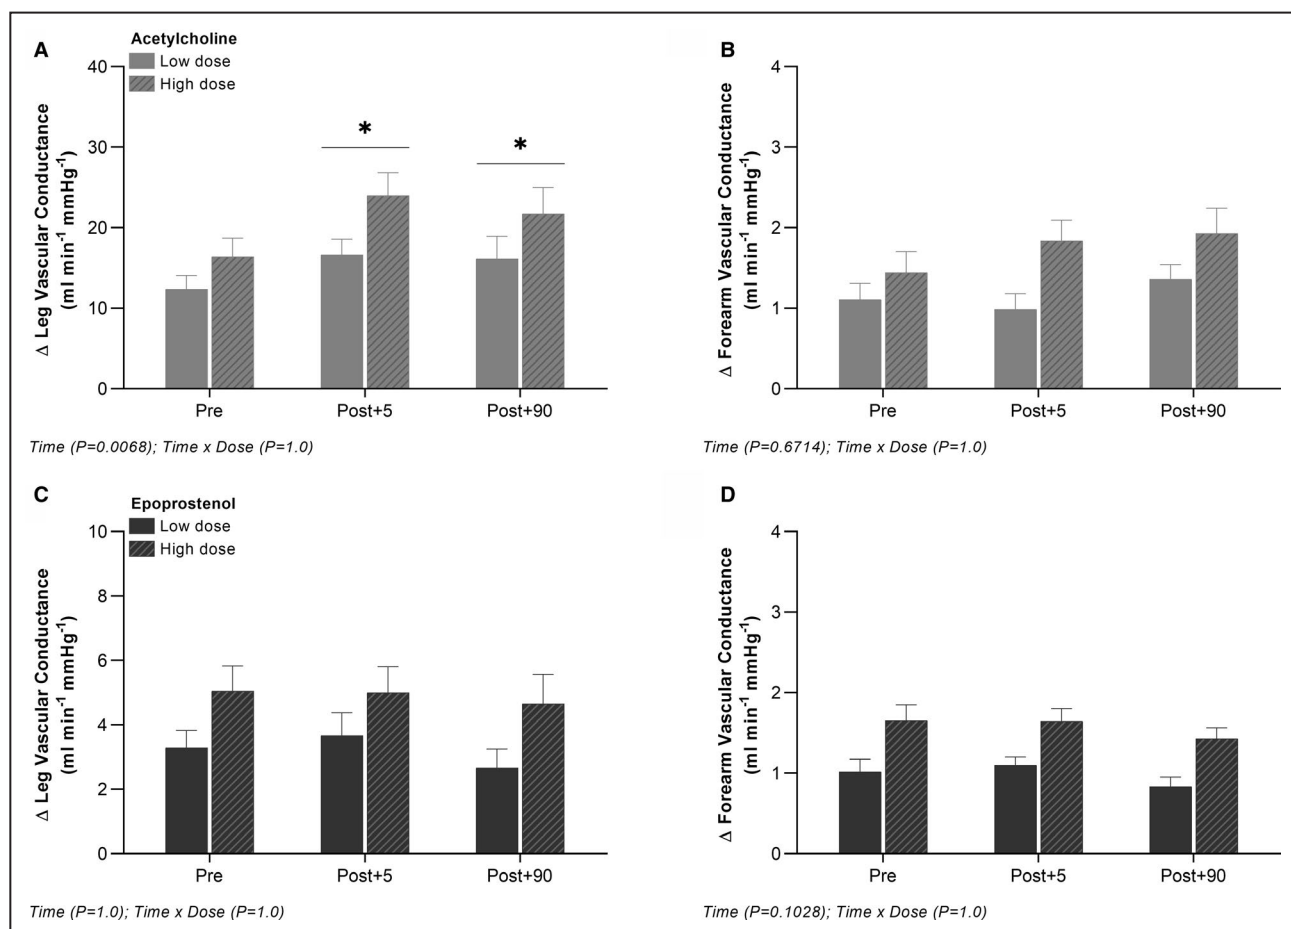 A
Acetylcholine
Low dose
High dose
Δ Leg Vascular Conductance
(ml min⁻¹ mmHg⁻¹)
40
30
20
10
0
*
*
Pre
Post+5
Post+90
Time (P=0.0068); Time x Dose (P=1.0)
B
Δ Forearm Vascular Conductance
(ml min⁻¹ mmHg⁻¹)
4
3
2
1
0
Pre
Post+5
Post+90
Time (P=0.6714); Time x Dose (P=1.0)
C
Epoprostenol
Low dose
High dose
Δ Leg Vascular Conductance
(ml min⁻¹ mmHg⁻¹)
10
8
6
4
2
0
Pre
Post+5
Post+90
Time (P=1.0); Time x Dose (P=1.0)
D
Δ Forearm Vascular Conductance
(ml min⁻¹ mmHg⁻¹)
4
3
2
1
0
Pre
Post+5
Post+90
Time (P=0.1028); Time x Dose (P=1.0)